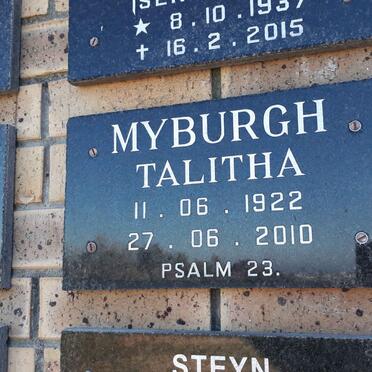 ★ 8.10.1937
✝ 16.2.2015
MYBURGH
TALITHA
11 . 06 . 1922
27 . 06 . 2010
PSALM 23.
STEYN